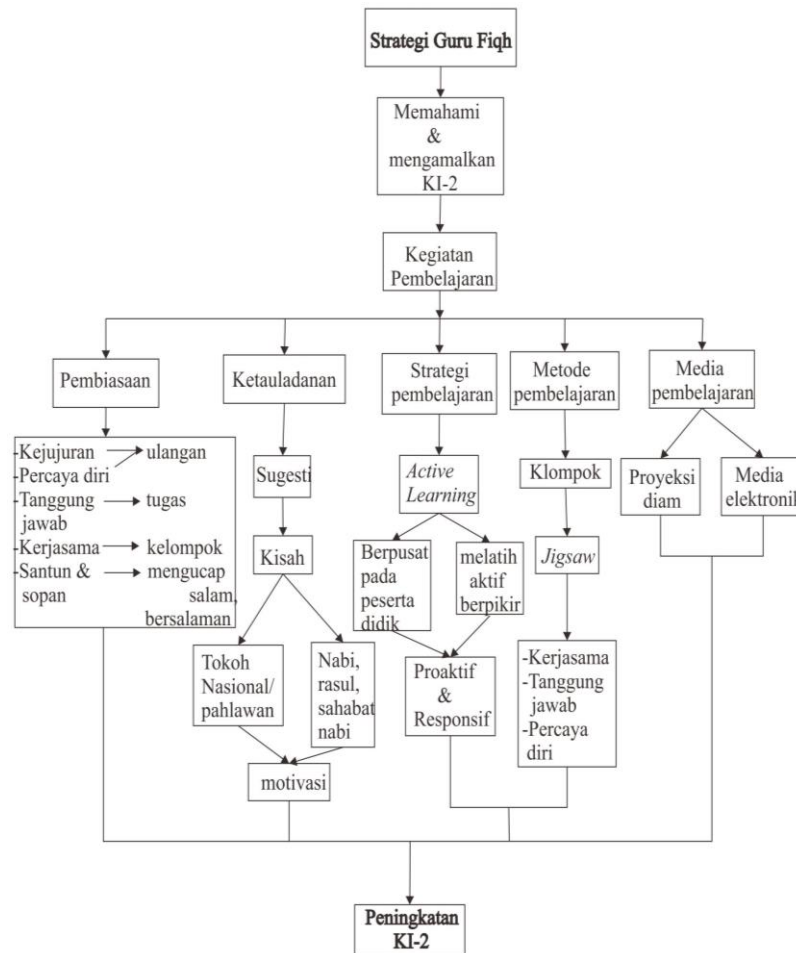 Strategi Guru Fiqh
Memahami
&
mengamalkan
KI-2
Kegiatan
Pembelajaran
Pembiasaan
Ketauladanan
Strategi
pembelajaran
Metode
pembelajaran
Media
pembelajaran
-Kejujuran ulangan
-Percaya diri
-Tanggung tugas
jawab
-Kerjasama kelompok
-Santun & mengucap
sopan salam,
bersalaman
Sugesti
Kisah
Tokoh
Nasional/
pahlawan
Nabi,
rasul,
sahabat
nabi
motivasi
Active
Learning
Berpusat
pada
peserta
didik
melatih
aktif
berpikir
Proaktif
&
Responsif
Klompok
Jigsaw
-Kerjasama
-Tanggung
jawab
-Percaya
diri
Proyeksi
diam
Media
elektronik
Peningkatan
KI-2